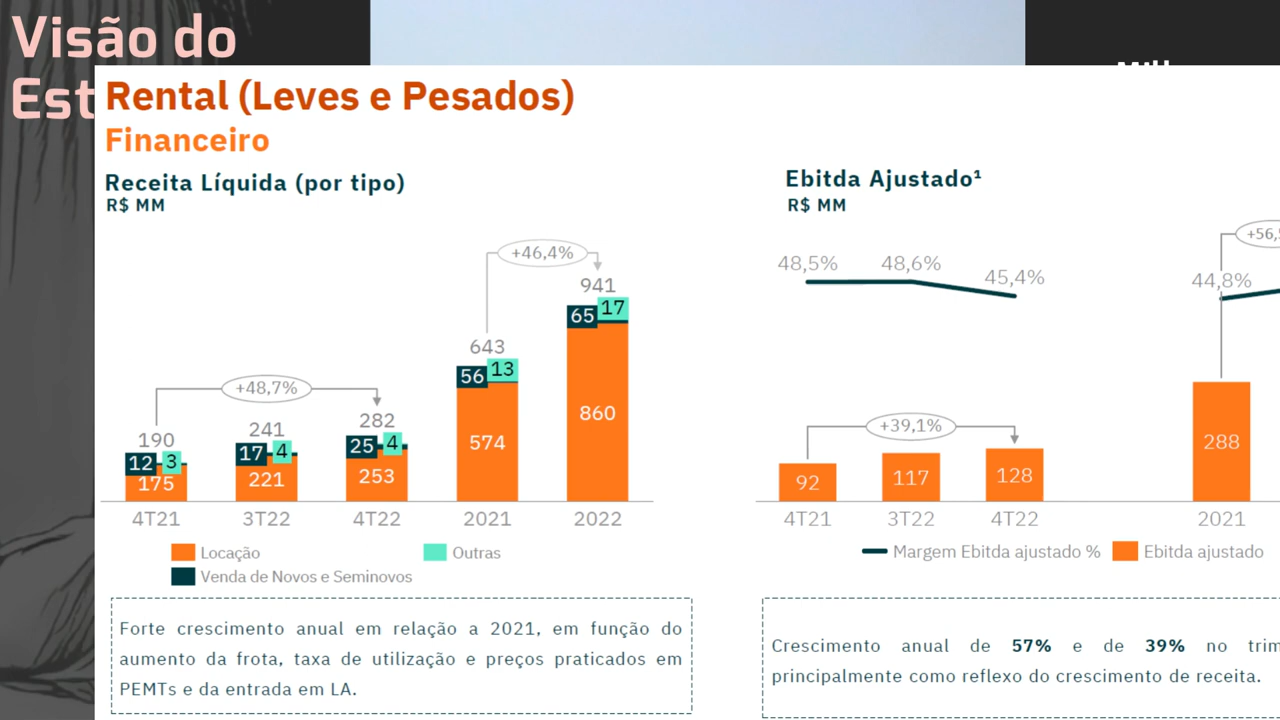 Visão do
Est
Rental (Leves e Pesados)
Financeiro
Receita Líquida (por tipo)
R$ MM
+46,4%
941
65 17
643
56 13
860
+48,7%
574
282
241
190
25 4
17 4
12 3
253
221
175
4T21 3T22 4T22 2021 2022
Locação
Outras
Venda de Novos e Seminovos
Forte crescimento anual em relação a 2021, em função do
aumento da frota, taxa de utilização e preços praticados em
PEMTs e da entrada em LA.
Ebitda Ajustado¹
R$ MM
48,5% 48,6% 45,4% 44,8%
+39,1%
92 117 128 288
4T21 3T22 4T22 2021
Margem Ebitda ajustado %
Ebitda ajustado
Crescimento anual de 57% e de 39% no trim
principalmente como reflexo do crescimento de receita.